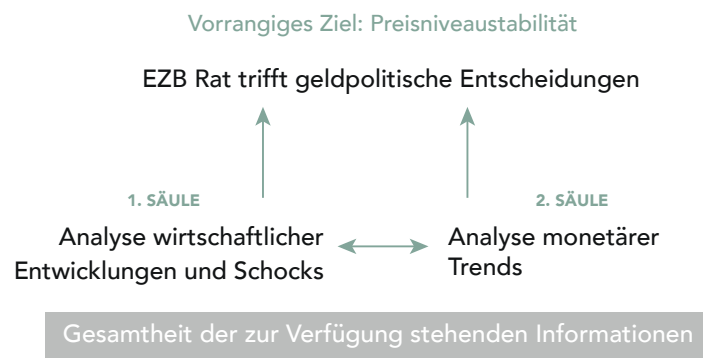 Vorrangiges Ziel: Preisniveaustabilität
EZB Rat trifft geldpolitische Entscheidungen
1. SÄULE
Analyse wirtschaftlicher
Entwicklungen und Schocks
2. SÄULE
Analyse monetärer
Trends
Gesamtheit der zur Verfügung stehenden Informationen